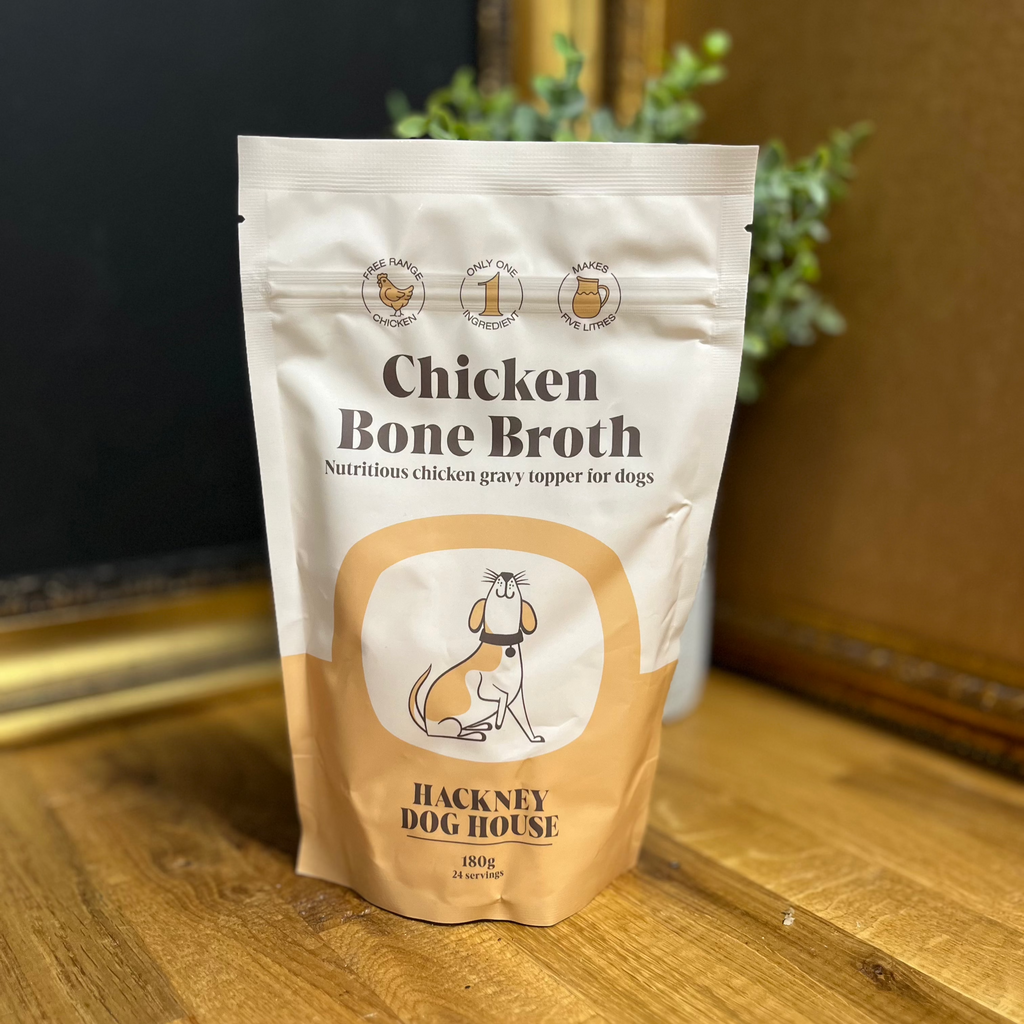 FREE RANGE
CHICKEN
ONLY ONE
1
INGREDIENT
MAKES
FIVE LITRES
Chicken
Bone Broth
Nutritious chicken gravy topper for dogs
HACKNEY
DOG HOUSE
180g
24 servings